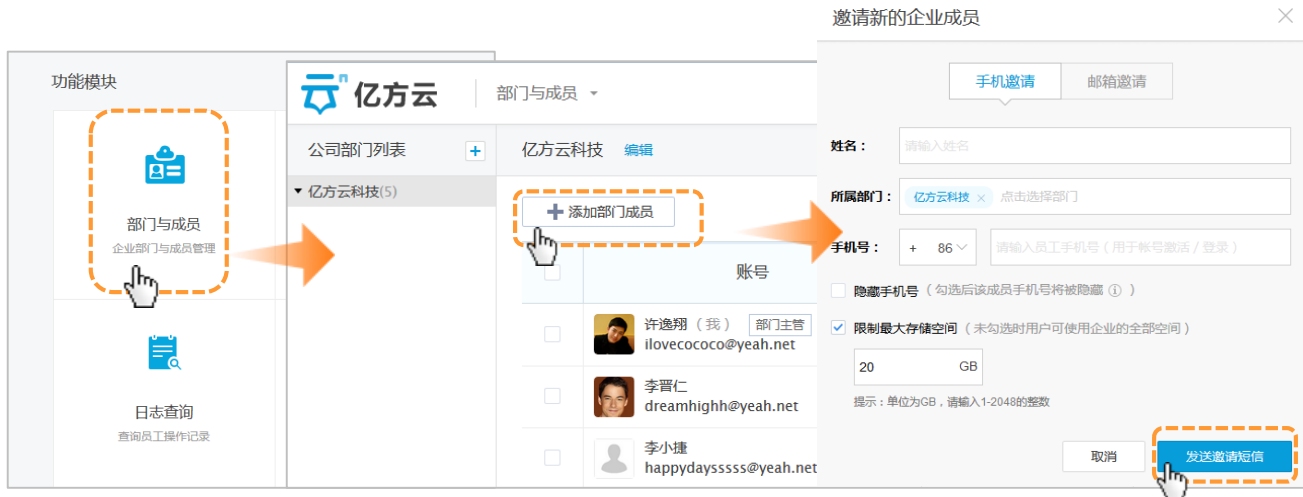 功能模块
部门与成员
企业部门与成员管理
日志查询
查询员工操作记录
亿方云
部门与成员
公司部门列表 +
亿方云科技(5)
亿方云科技 编辑
+ 添加部门成员
账号
许逸翔（我） 部门主管
ilovecococo@yeah.net
李晋仁
dreamhighh@yeah.net
李小捷
happydaysssss@yeah.net
邀请新的企业成员
手机邀请 邮箱邀请
姓名： 请输入姓名
所属部门： 亿方云科技 × 点击选择部门
手机号： + 86 请输入员工手机号（用于帐号激活 / 登录）
隐藏手机号（勾选后该成员手机号将被隐藏 ⓘ ）
限制最大存储空间（未勾选时用户可使用企业的全部空间）
20 GB
提示：单位为GB，请输入1-2048的整数
取消 发送邀请短信